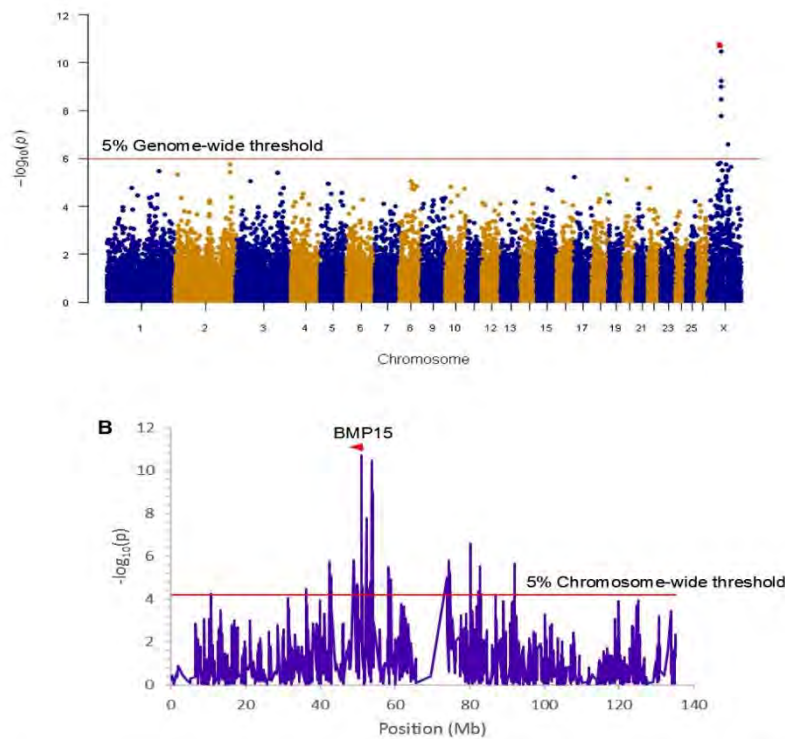 12
10
8
6
4
2
0
−log₁₀(p)
5% Genome-wide threshold
1 2 3 4 5 6 7 8 9 10 12 13 15 17 19 21 23 25 X
Chromosome
B
BMP15
12
10
8
6
4
2
0
-log₁₀(p)
5% Chromosome-wide threshold
0 20 40 60 80 100 120 140
Position (Mb)